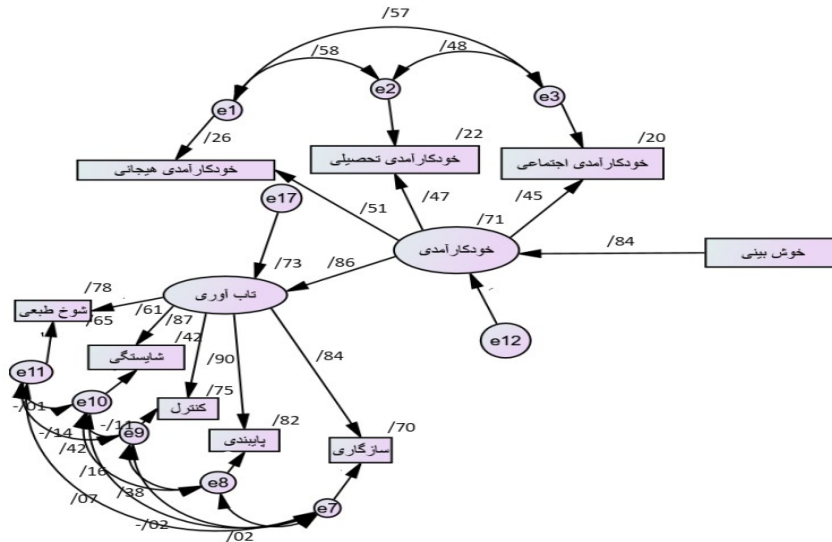 /57
/58
/48
e1
e2
e3
/26
/22
/20
خودکارآمدی هیجانی
خودکارآمدی تحصیلی
خودکارآمدی اجتماعی
e17
/51
/47
/45
/71
خودکارآمدی
/84
خوش بینی
/73
/86
تاب آوری
e12
/78
شوخ طبعی
/65
/61
/87
/42
شایستگی
/90
/84
e11
e10
/75
کنترل
-/01
-/14
-/11
e9
/82
پایبندی
/70
سازگاری
/42
/16
/38
e8
/07
-/02
/02
e7